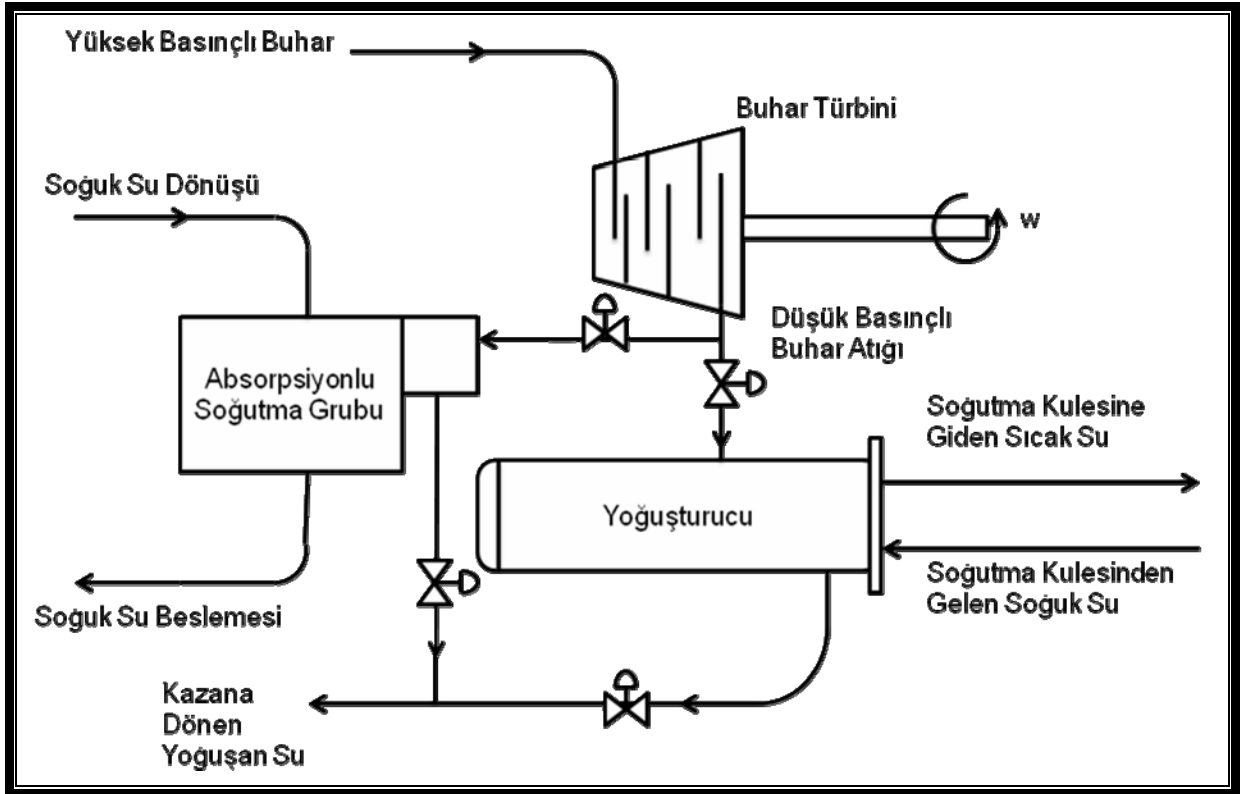 Yüksek Basınçlı Buhar
Buhar Türbini
Soğuk Su Dönüşü
w
Düşük Basınçlı
Buhar Atığı
Absorpsiyonlu
Soğutma Grubu
Soğutma Kulesine
Giden Sıcak Su
Yoğuşturucu
Soğutma Kulesinden
Gelen Soğuk Su
Soğuk Su Beslemesi
Kazana
Dönen
Yoğuşan Su